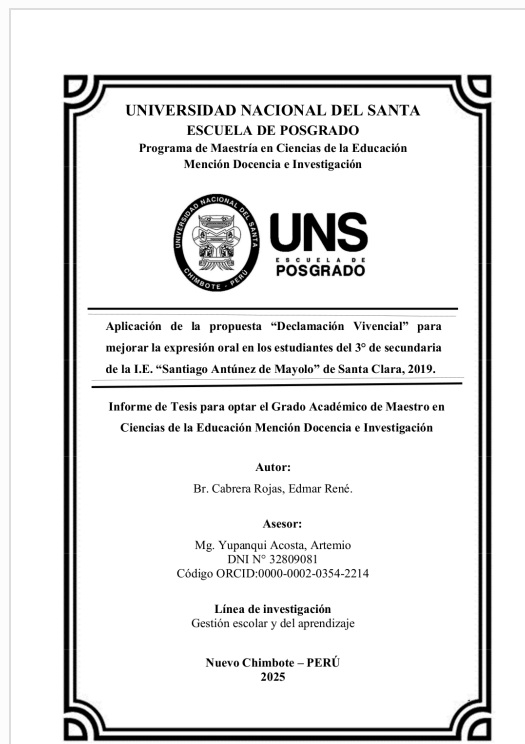 UNIVERSIDAD NACIONAL DEL SANTA
ESCUELA DE POSGRADO
Programa de Maestría en Ciencias de la Educación
Mención Docencia e Investigación
UNIVERSIDAD NACIONAL DEL SANTA
CHIMBOTE - PERÚ
UNS
ESCUELA DE
POSGRADO
Aplicación de la propuesta “Declamación Vivencial” para
mejorar la expresión oral en los estudiantes del 3° de secundaria
de la I.E. “Santiago Antúnez de Mayolo” de Santa Clara, 2019.
Informe de Tesis para optar el Grado Académico de Maestro en
Ciencias de la Educación Mención Docencia e Investigación
Autor:
Br. Cabrera Rojas, Edmar René.
Asesor:
Mg. Yupanqui Acosta, Artemio
DNI N° 32809081
Código ORCID:0000-0002-0354-2214
Línea de investigación
Gestión escolar y del aprendizaje
Nuevo Chimbote – PERÚ
2025